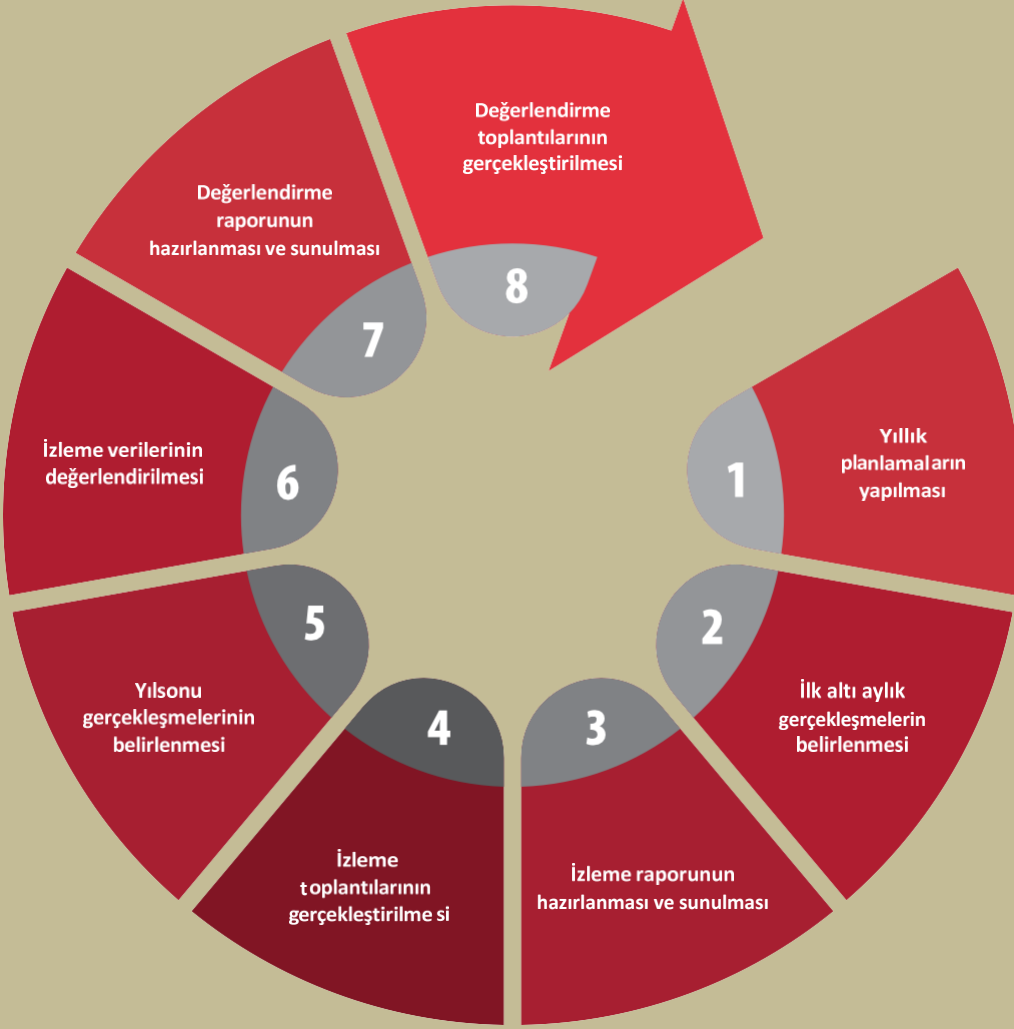 1
Yıllık
planlamaların
yapılması
2
İlk altı aylık
gerçekleşmelerin
belirlenmesi
3
İzleme raporunun
hazırlanması ve sunulması
4
İzleme
toplantılarının
gerçekleştirilme si
5
Yılsonu
gerçekleşmelerinin
belirlenmesi
6
İzleme verilerinin
değerlendirilmesi
7
Değerlendirme
raporunun
hazırlanması ve sunulması
8
Değerlendirme
toplantılarının
gerçekleştirilmesi